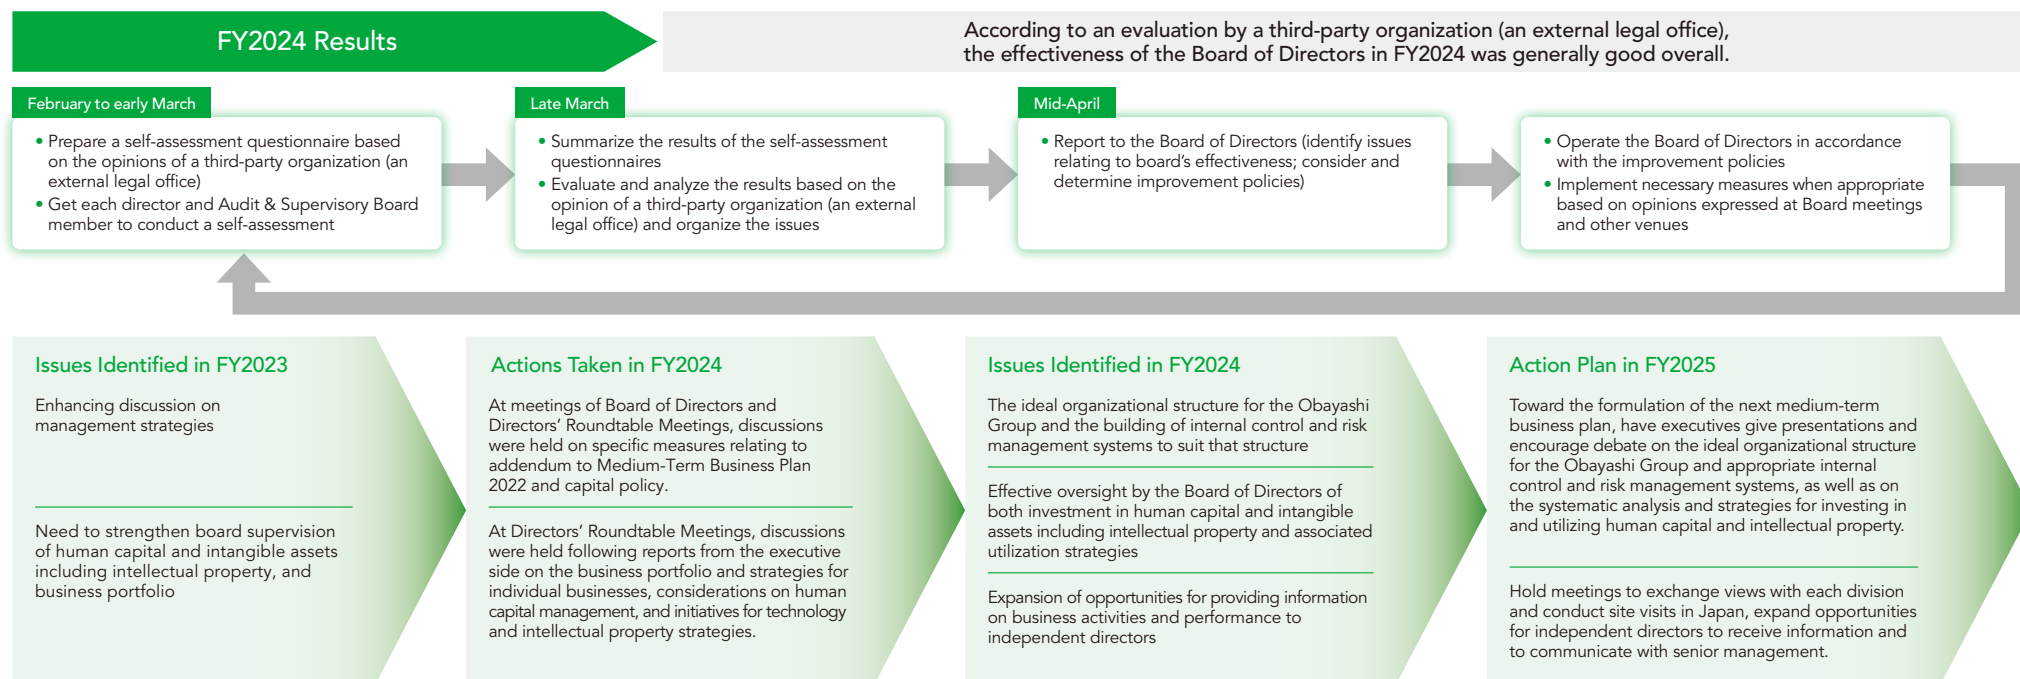 FY2024 Results
According to an evaluation by a third-party organization (an external legal office),
the effectiveness of the Board of Directors in FY2024 was generally good overall.
February to early March
• Prepare a self-assessment questionnaire based
on the opinions of a third-party organization (an
external legal office)
• Get each director and Audit & Supervisory Board
member to conduct a self-assessment
Late March
• Summarize the results of the self-assessment
questionnaires
• Evaluate and analyze the results based on the
opinion of a third-party organization (an external
legal office) and organize the issues
Mid-April
• Report to the Board of Directors (identify issues
relating to board's effectiveness; consider and
determine improvement policies)
• Operate the Board of Directors in accordance
with the improvement policies
• Implement necessary measures when appropriate
based on opinions expressed at Board meetings
and other venues
Issues Identified in FY2023
Enhancing discussion on
management strategies
Need to strengthen board supervision
of human capital and intangible assets
including intellectual property, and
business portfolio
Actions Taken in FY2024
At meetings of Board of Directors and
Directors' Roundtable Meetings, discussions
were held on specific measures relating to
addendum to Medium-Term Business Plan
2022 and capital policy.
At Directors' Roundtable Meetings, discussions
were held following reports from the executive
side on the business portfolio and strategies for
individual businesses, considerations on human
capital management, and initiatives for technology
and intellectual property strategies.
Issues Identified in FY2024
The ideal organizational structure for the Obayashi
Group and the building of internal control and risk
management systems to suit that structure
Effective oversight by the Board of Directors of
both investment in human capital and intangible
assets including intellectual property and associated
utilization strategies
Expansion of opportunities for providing information
on business activities and performance to
independent directors
Action Plan in FY2025
Toward the formulation of the next medium-term
business plan, have executives give presentations and
encourage debate on the ideal organizational structure
for the Obayashi Group and appropriate internal
control and risk management systems, as well as on
the systematic analysis and strategies for investing in
and utilizing human capital and intellectual property.
Hold meetings to exchange views with each division
and conduct site visits in Japan, expand opportunities
for independent directors to receive information and
to communicate with senior management.